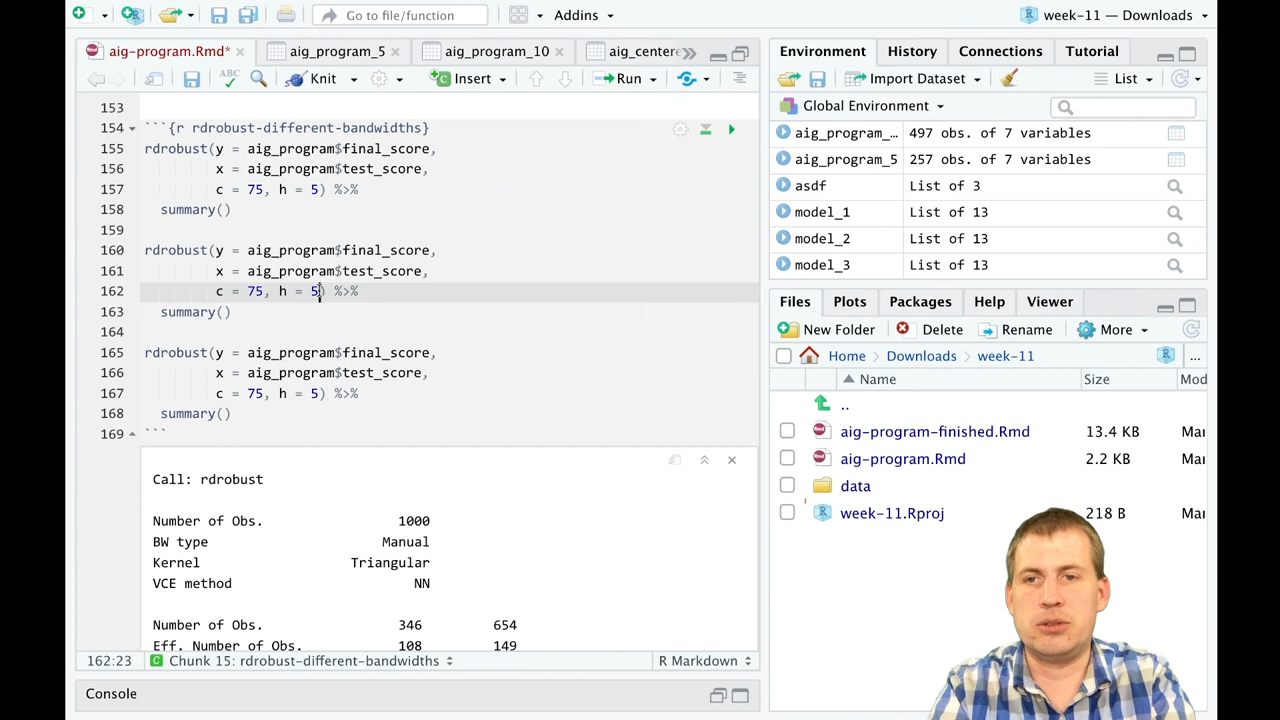 Go to file/function
Addins
week-11 — Downloads
aig-program.Rmd*
aig_program_5
aig_program_10
aig_center
ABC
Knit
Insert
Run
153
154 ```{r rdrobust-different-bandwidths}
155 rdrobust(y = aig_program$final_score,
156 x = aig_program$test_score,
157 c = 75, h = 5) %>%
158 summary()
159
160 rdrobust(y = aig_program$final_score,
161 x = aig_program$test_score,
162 c = 75, h = 5) %>%
163 summary()
164
165 rdrobust(y = aig_program$final_score,
166 x = aig_program$test_score,
167 c = 75, h = 5) %>%
168 summary()
169 ```
Call: rdrobust
Number of Obs. 1000
BW type Manual
Kernel Triangular
VCE method NN
Number of Obs. 346 654
Eff. Number of Obs. 108 149
162:23 Chunk 15: rdrobust-different-bandwidths R Markdown
Console
Environment History Connections Tutorial
Import Dataset List
Global Environment
aig_program_… 497 obs. of 7 variables
aig_program_5 257 obs. of 7 variables
asdf List of 3
model_1 List of 13
model_2 List of 13
model_3 List of 13
Files Plots Packages Help Viewer
New Folder Delete Rename More
Home Downloads week-11 ...
Name Size Mod
..
aig-program-finished.Rmd 13.4 KB Mar
aig-program.Rmd 2.2 KB Mar
data
week-11.Rproj 218 B Mar